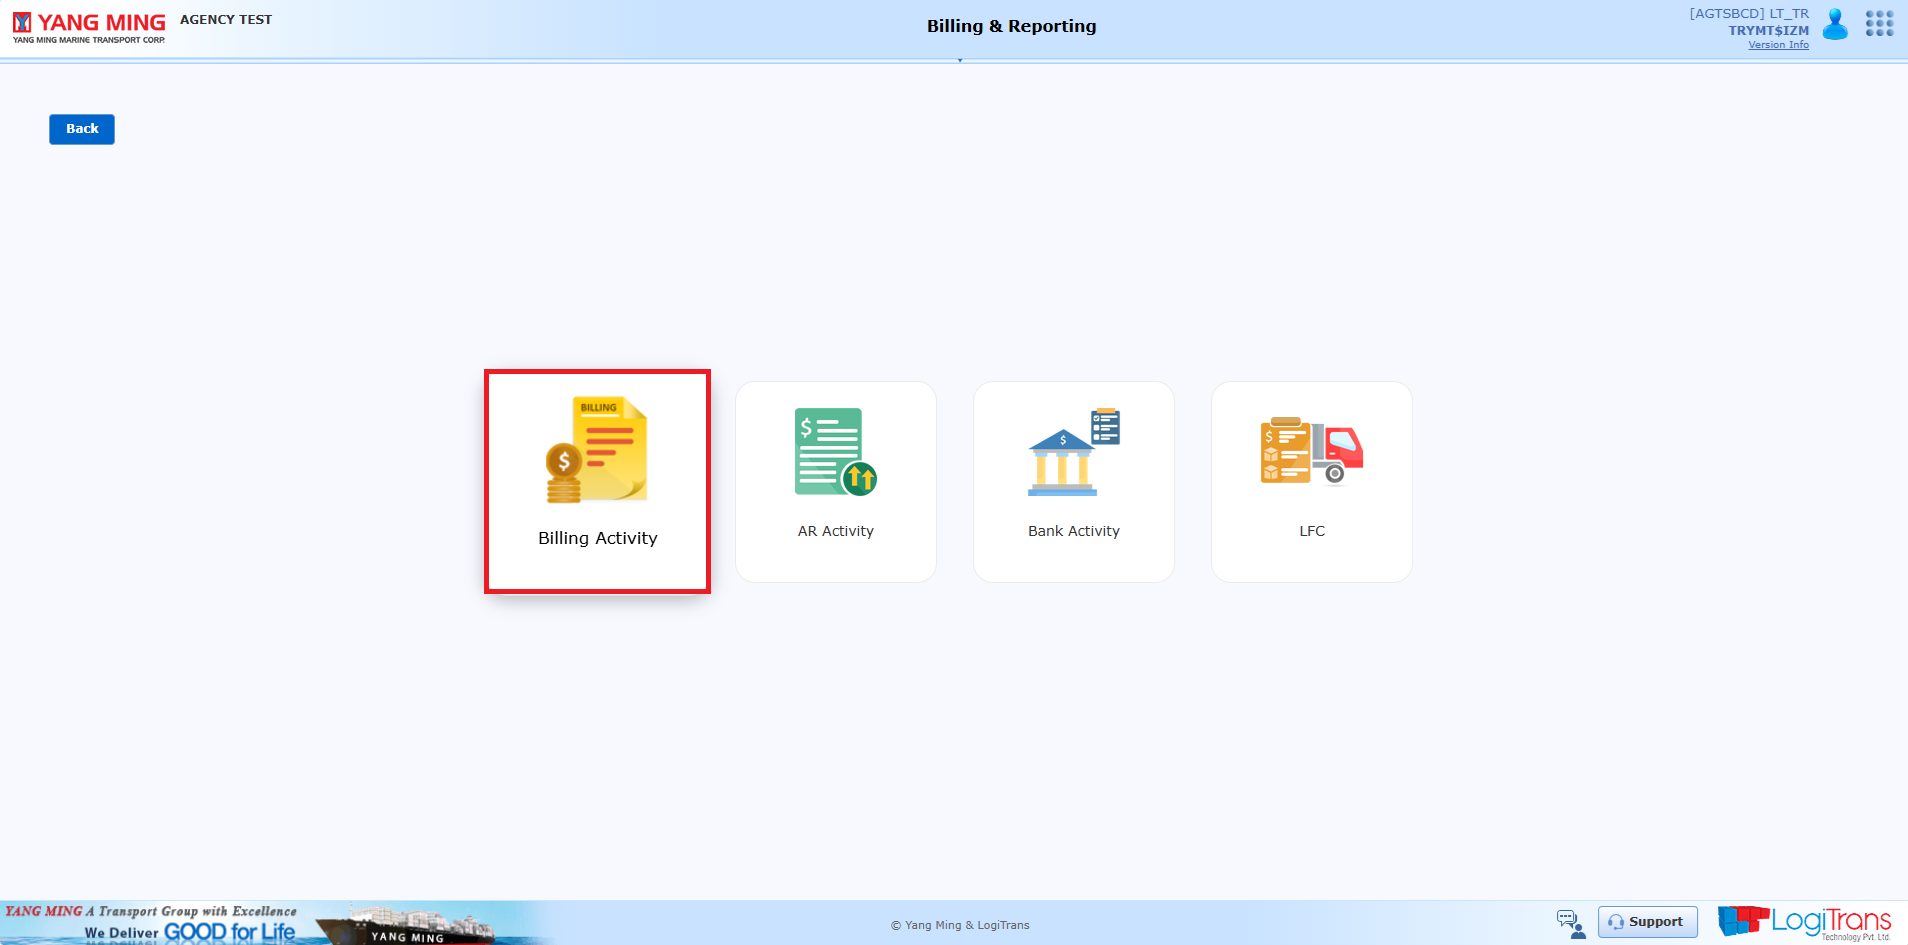 YANG MING
YANG MING MARINE TRANSPORT CORP.
AGENCY TEST
Billing & Reporting
[AGTSBCD] LT_TR
TRYMT$IZM
Version Info
Back
BILLING
$
Billing Activity
$
AR Activity
$
Bank Activity
$
LFC
YANG MING A Transport Group with Excellence
We Deliver GOOD for Life
YANG MING
© Yang Ming & LogiTrans
Support
LogiTrans
Technology Pvt. Ltd.